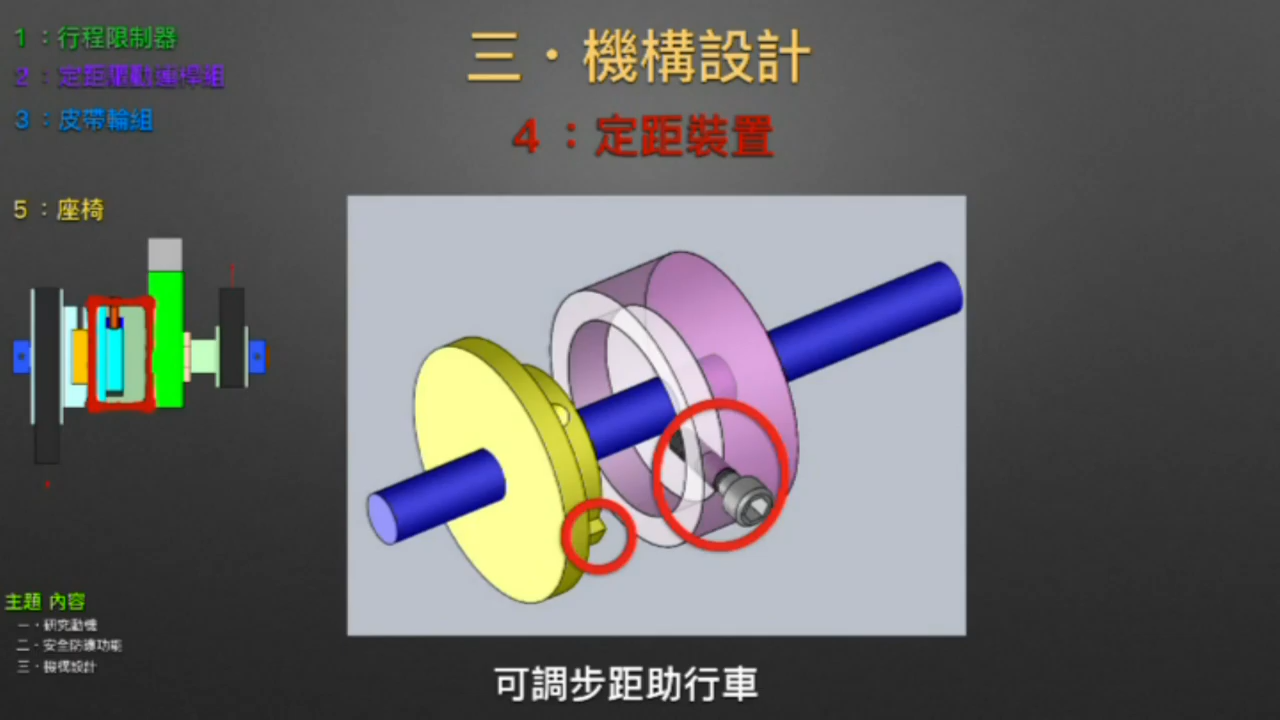 三·機構設計
4：定距裝置
1：行程限制器
2：定距驅動連桿組
3：皮帶輪組
5：座椅
主題 內容
一·研究動機
二·安全防護功能
三·機構設計
可調步距助行車